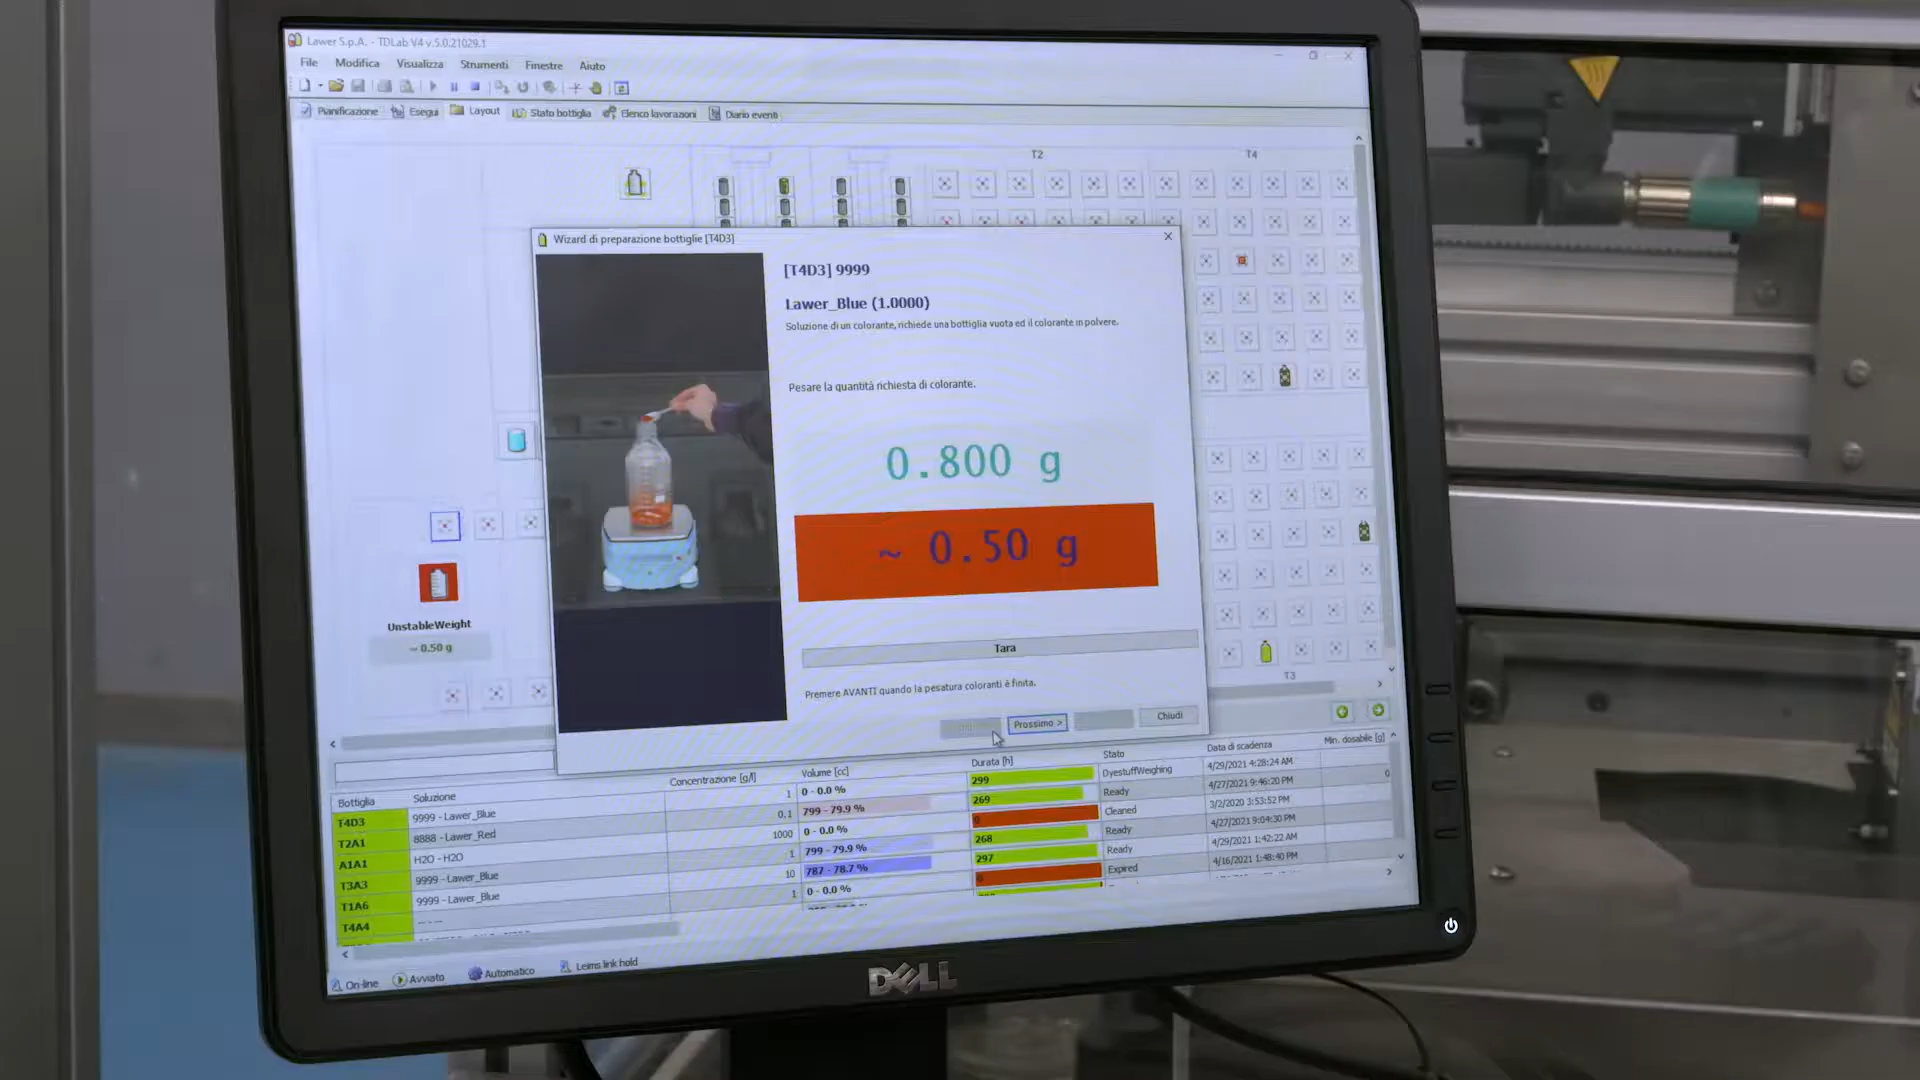 Lawer S.p.A. - TDLab V4 v.5.0.21029.1
File Modifica Visualizza Strumenti Finestre Aiuto
Pianificazione Esegui Layout Stato bottiglia Elenco lavorazioni Diario eventi
T2 T4
Wizard di preparazione bottiglie [T4D3]
[T4D3] 9999
Lawer_Blue (1.0000)
Soluzione di un colorante, richiede una bottiglia vuota ed il colorante in polvere.
Pesare la quantità richiesta di colorante.
0.800 g
~ 0.50 g
UnstableWeight
~ 0.50 g
Tara
T3
Premere AVANTI quando la pesatura coloranti è finita.
Prossimo > Chiudi
Bottiglia Soluzione Concentrazione [g/l] Volume [cc] Durata [h] Stato Data di scadenza Min. dosabile [g]
T4D3 9999 - Lawer_Blue 1 0 - 0.0 % 299 DyestuffWeighing 4/29/2021 4:28:24 AM 0
T2A1 8888 - Lawer_Red 0,1 799 - 79.9 % 269 Ready 4/27/2021 9:46:20 PM
A1A1 H2O - H2O 1000 0 - 0.0 % 0 Cleaned 3/2/2020 3:53:52 PM
T3A3 9999 - Lawer_Blue 1 799 - 79.9 % 268 Ready 4/27/2021 9:04:30 PM
T1A6 9999 - Lawer_Blue 10 787 - 78.7 % 297 Ready 4/29/2021 1:42:22 AM
T4A4 1 0 - 0.0 % 0 Expired 4/16/2021 1:48:40 PM
On-line Avviato Automatico Leims link hold
DELL